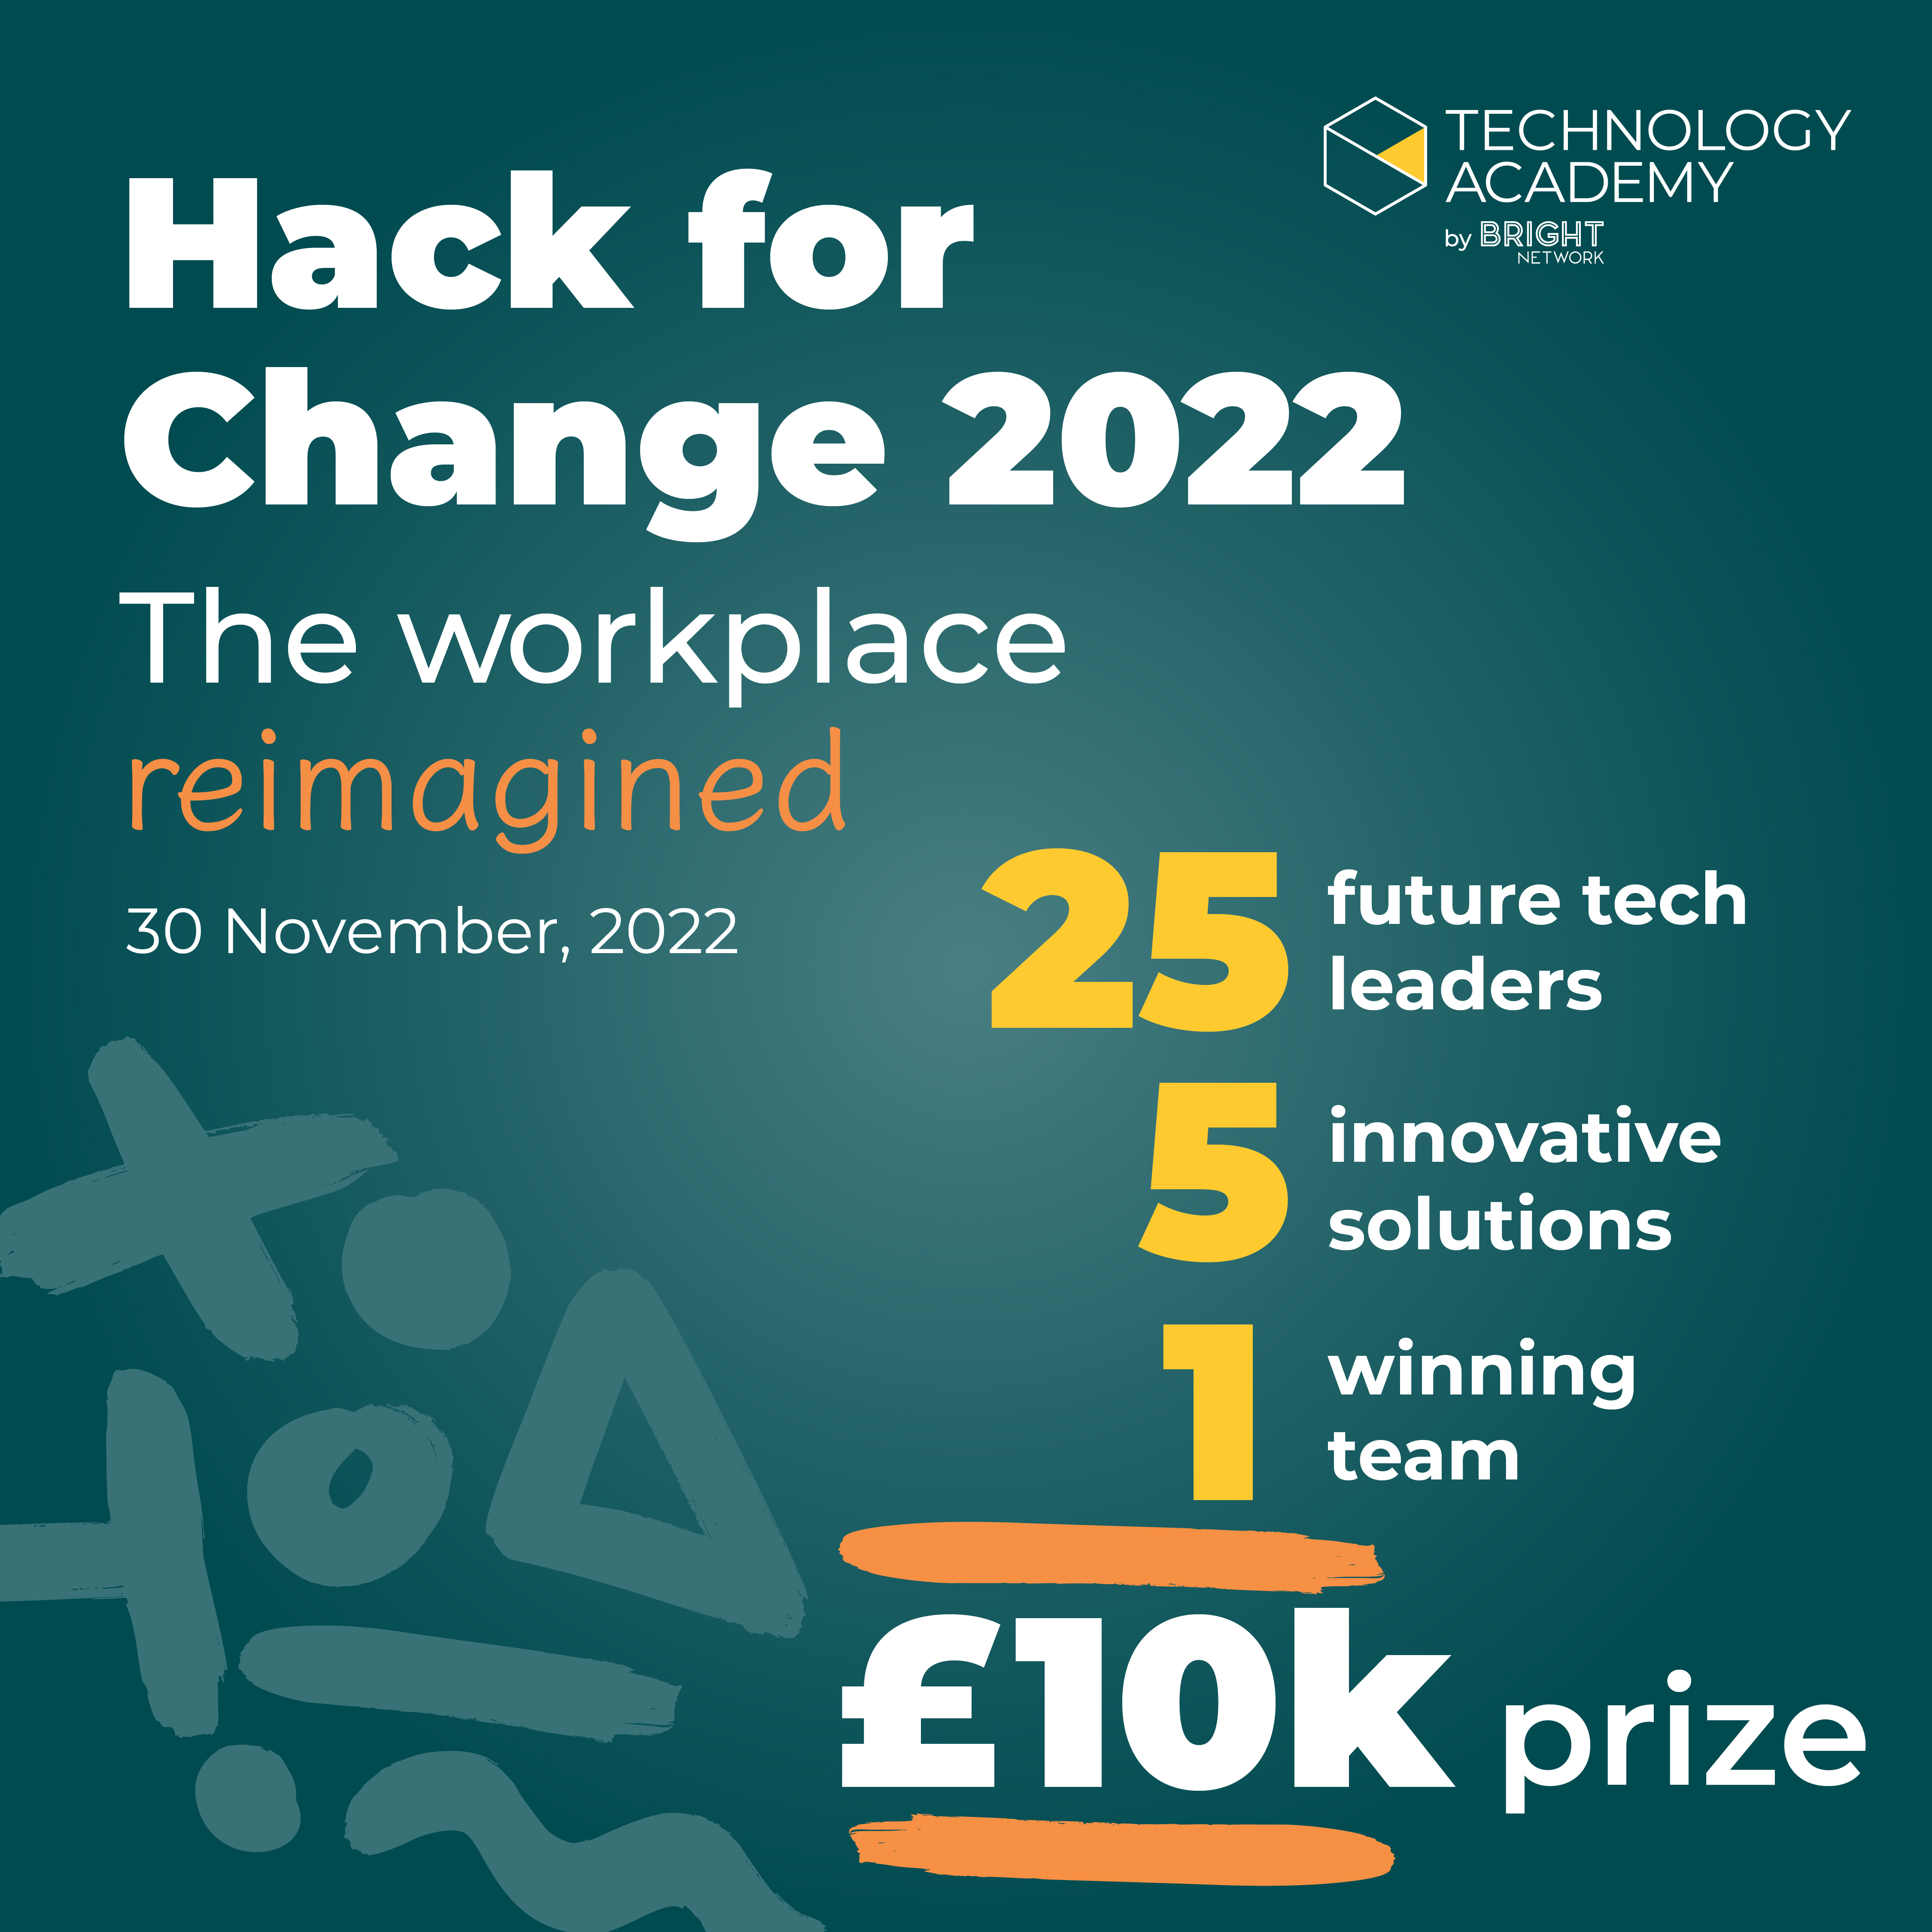 TECHNOLOGY
ACADEMY
by BRIGHT
NETWORK
Hack for
Change 2022
The workplace
reimagined
30 November, 2022
25 future tech
leaders
5 innovative
solutions
1 winning
team
£10k prize